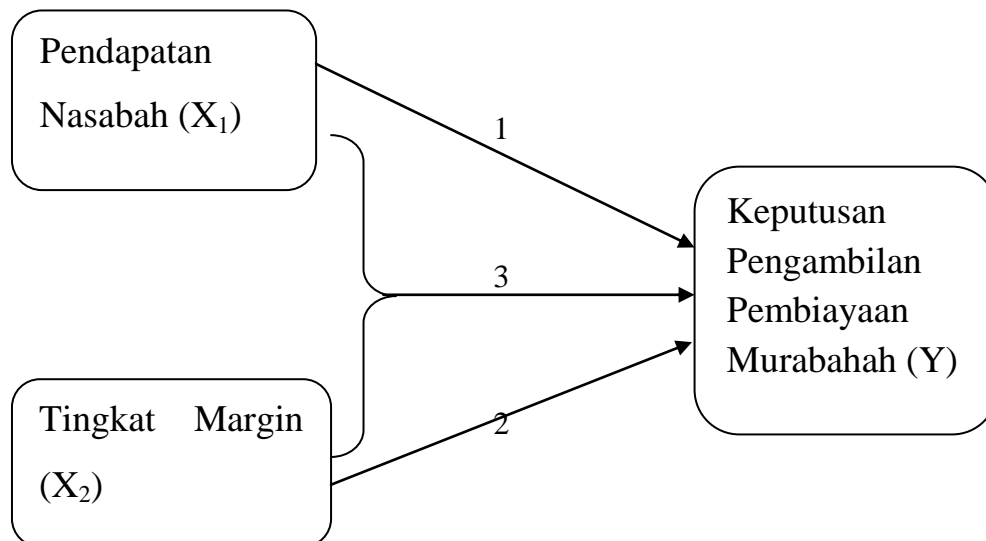 Pendapatan
Nasabah (X₁)
1
Keputusan
Pengambilan
Pembiayaan
Murabahah (Y)
3
Tingkat Margin
(X₂)
2